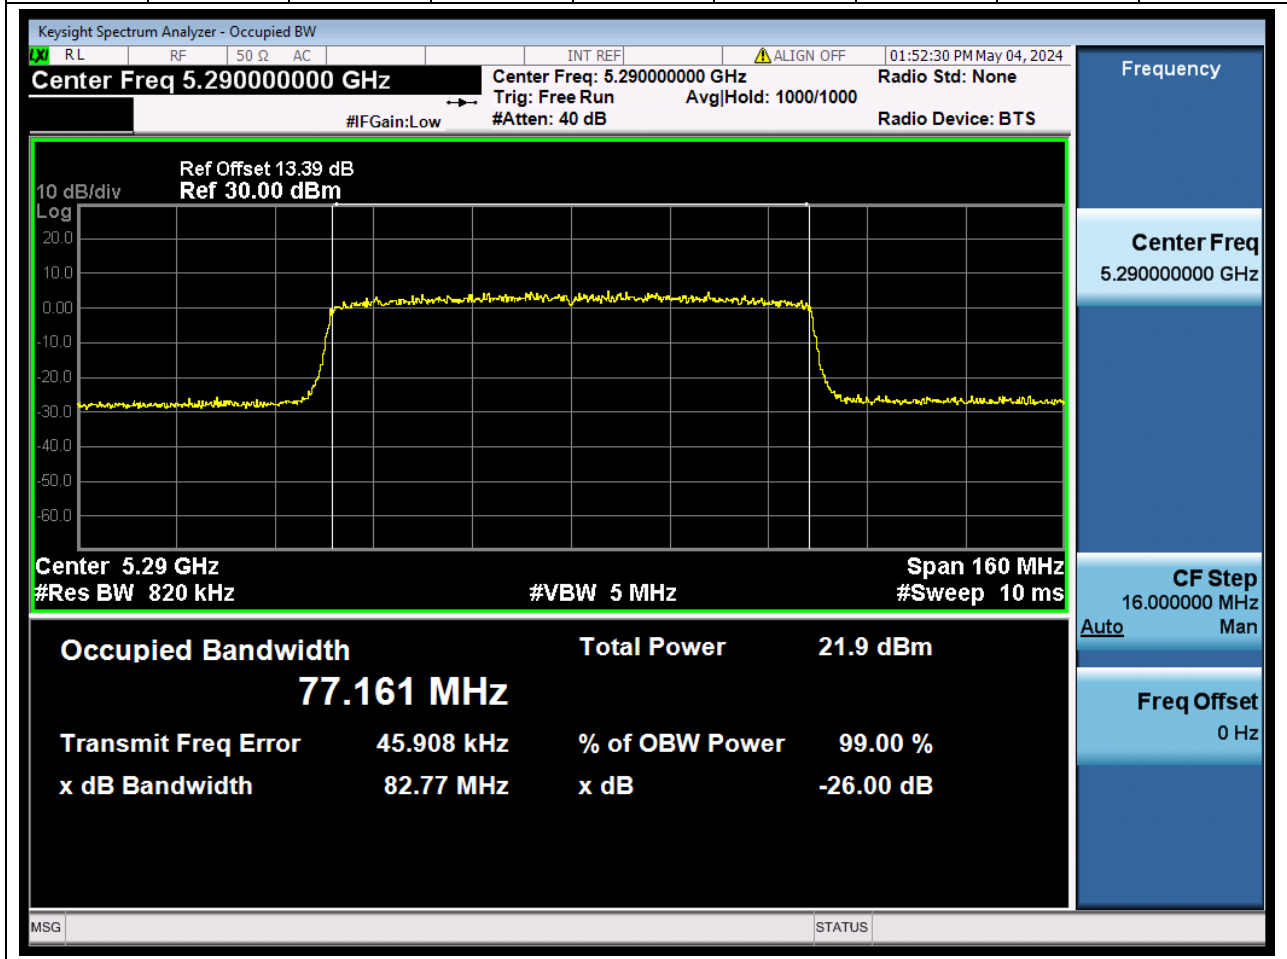 Keysight Spectrum Analyzer - Occupied BW
LXI RL RF 50 Ω AC INT REF ALIGN OFF 01:52:30 PM May 04, 2024
Center Freq 5.290000000 GHz
Center Freq: 5.290000000 GHz
Radio Std: None
Trig: Free Run
Avg|Hold: 1000/1000
#IFGain:Low
#Atten: 40 dB
Radio Device: BTS
Ref Offset 13.39 dB
10 dB/div
Ref 30.00 dBm
Log
20.0
10.0
0.00
-10.0
-20.0
-30.0
-40.0
-50.0
-60.0
Center 5.29 GHz
Span 160 MHz
#Res BW 820 kHz
#VBW 5 MHz
#Sweep 10 ms
Occupied Bandwidth
Total Power 21.9 dBm
77.161 MHz
Transmit Freq Error 45.908 kHz
% of OBW Power 99.00 %
x dB Bandwidth 82.77 MHz
x dB -26.00 dB
MSG
STATUS
Frequency
Center Freq
5.290000000 GHz
CF Step
16.000000 MHz
Auto Man
Freq Offset
0 Hz